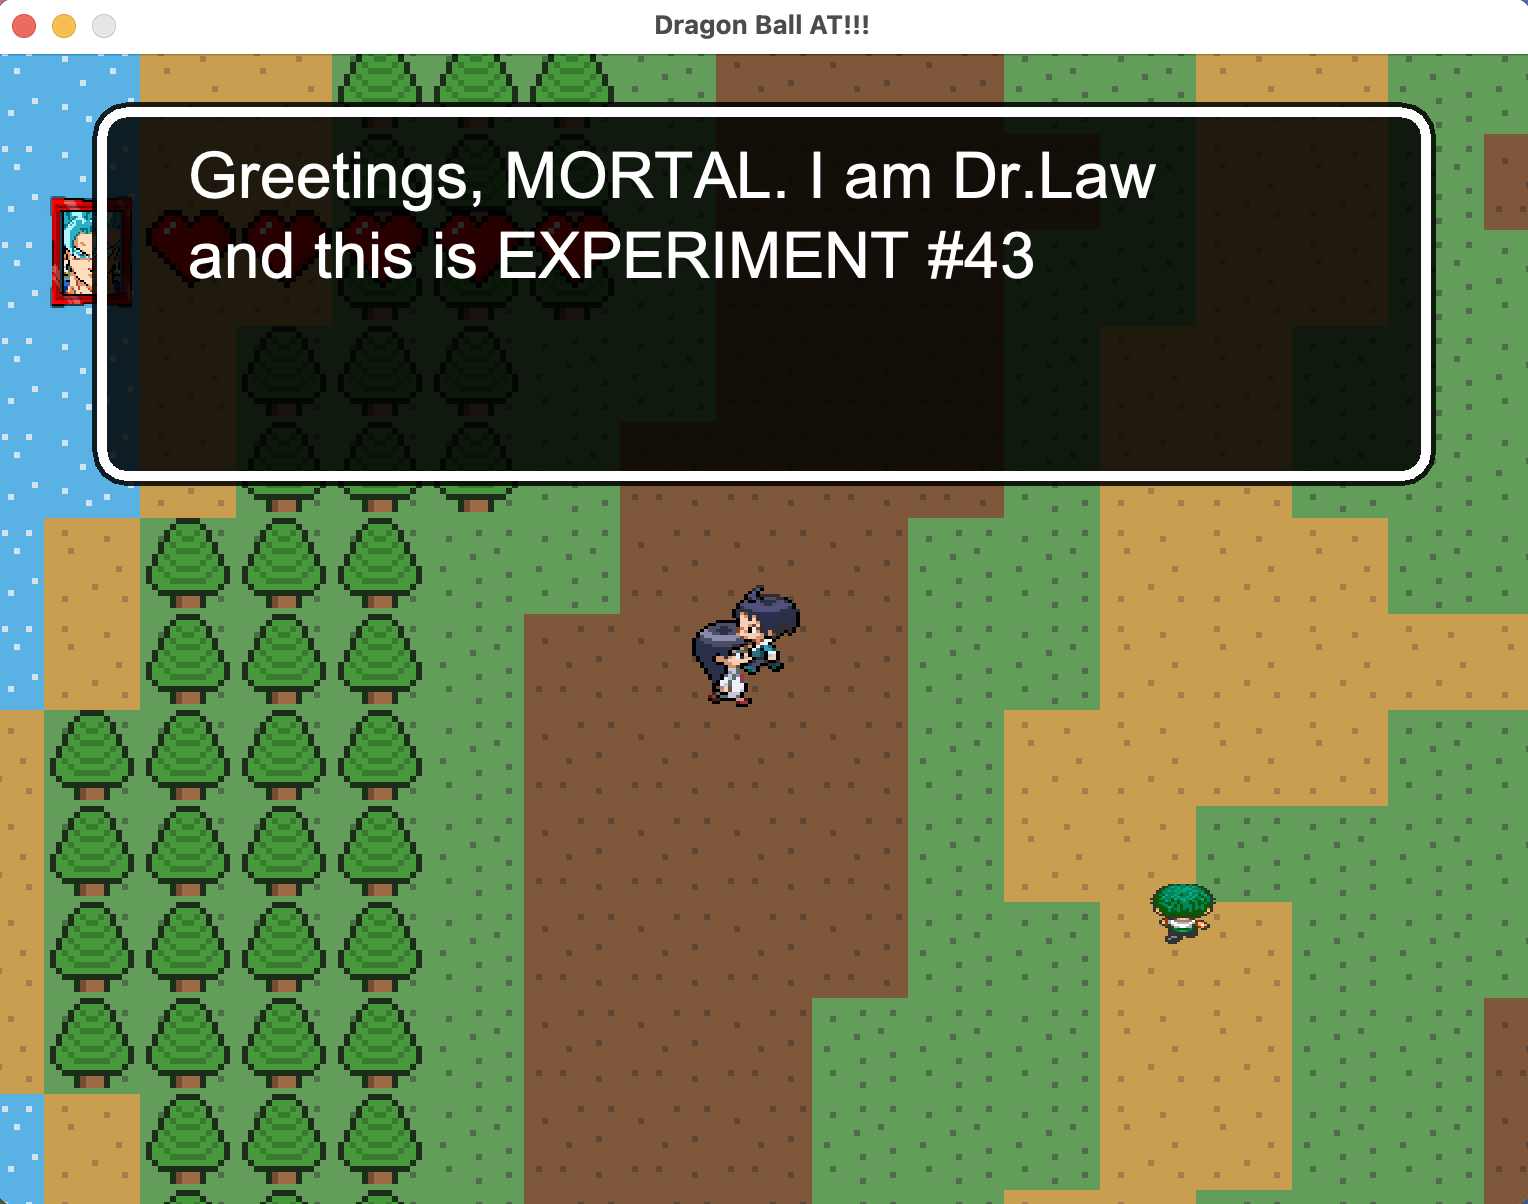 Dragon Ball AT!!!
Greetings, MORTAL. I am Dr.Law
and this is EXPERIMENT #43